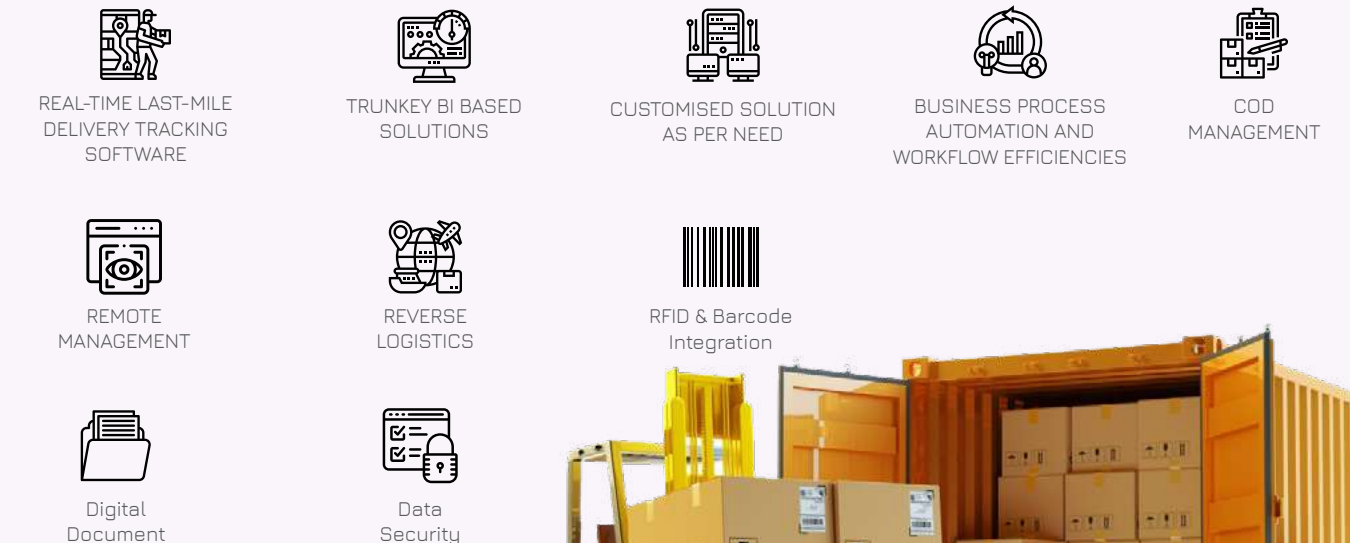 REAL-TIME LAST-MILE
DELIVERY TRACKING
SOFTWARE
TRUNKEY BI BASED
SOLUTIONS
CUSTOMISED SOLUTION
AS PER NEED
BUSINESS PROCESS
AUTOMATION AND
WORKFLOW EFFICIENCIES
COD
MANAGEMENT
REMOTE
MANAGEMENT
REVERSE
LOGISTICS
RFID & Barcode
Integration
Digital
Document
Data
Security